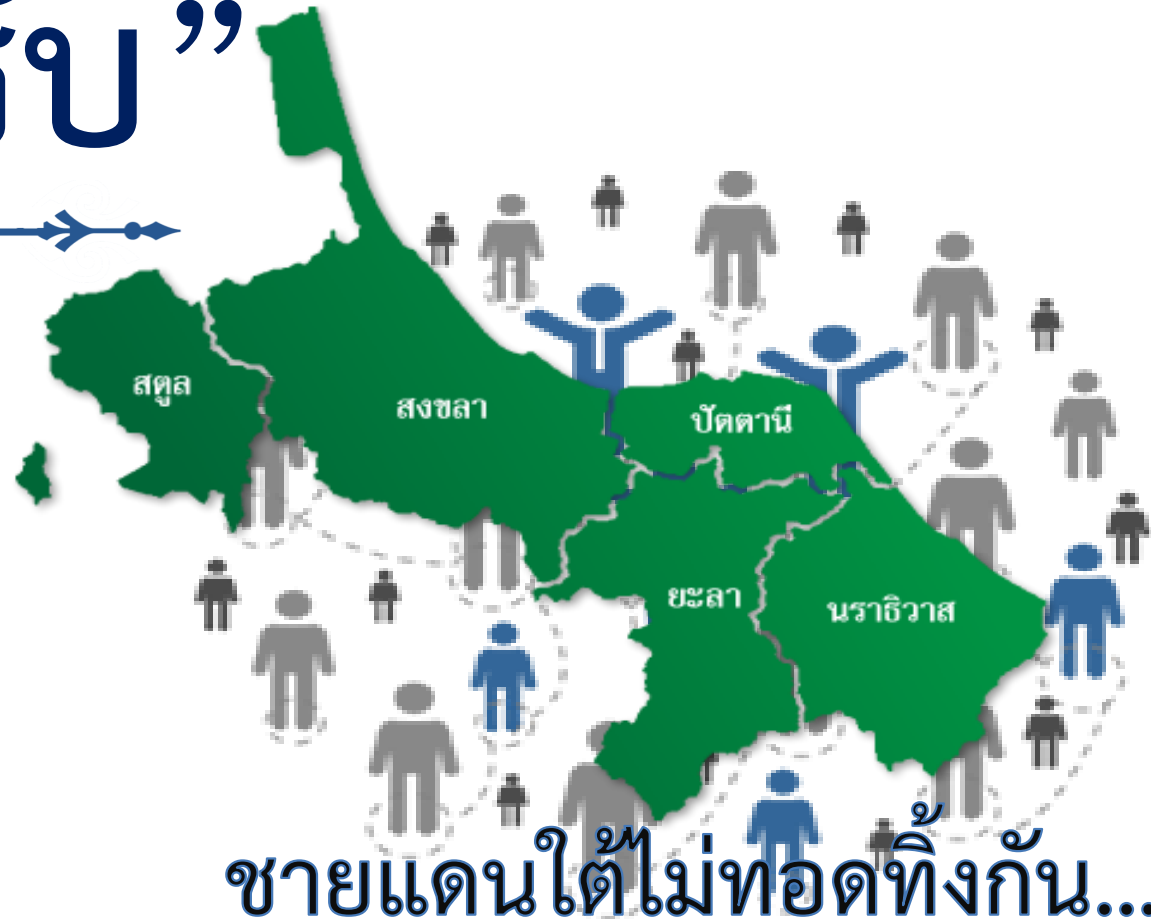 สตูล
สงขลา
ปัตตานี
ยะลา
นราธิวาส
ชายแดนใต้ไม่ทอดทิ้งกัน...